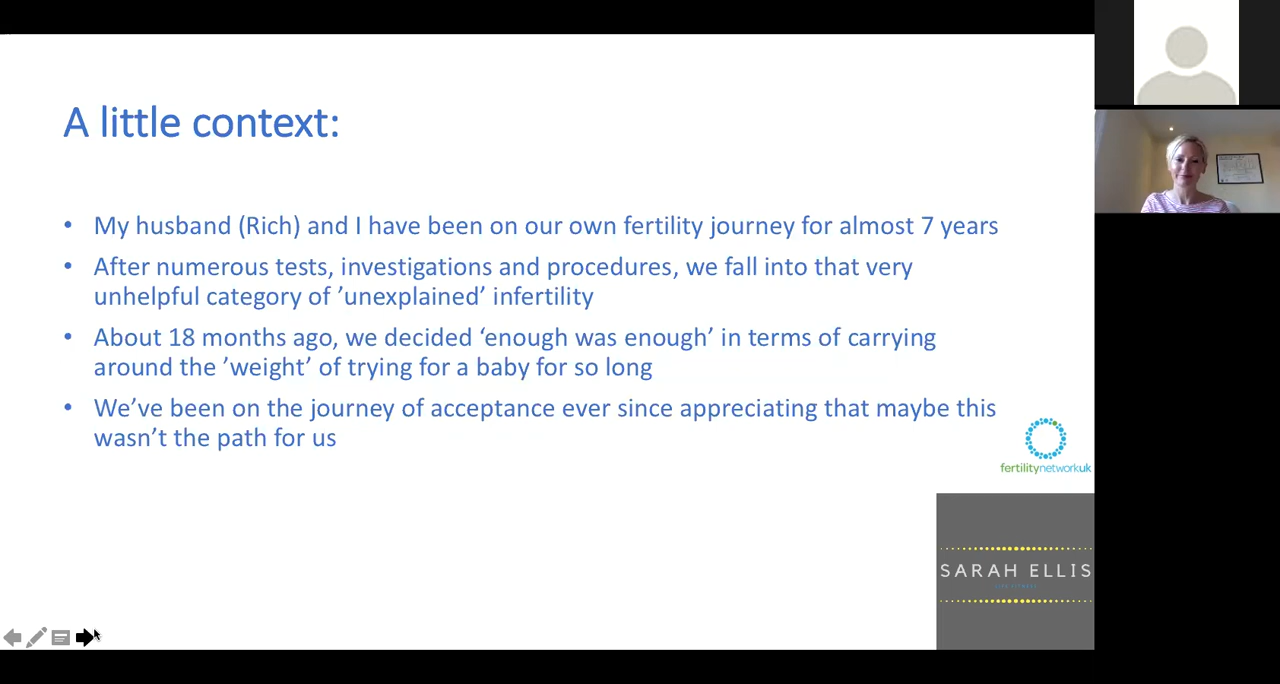 A little context:
• My husband (Rich) and I have been on our own fertility journey for almost 7 years
• After numerous tests, investigations and procedures, we fall into that very
unhelpful category of ’unexplained’ infertility
• About 18 months ago, we decided ‘enough was enough’ in terms of carrying
around the ’weight’ of trying for a baby for so long
• We’ve been on the journey of acceptance ever since appreciating that maybe this
wasn’t the path for us
fertilitynetworkuk
SARAH ELLIS